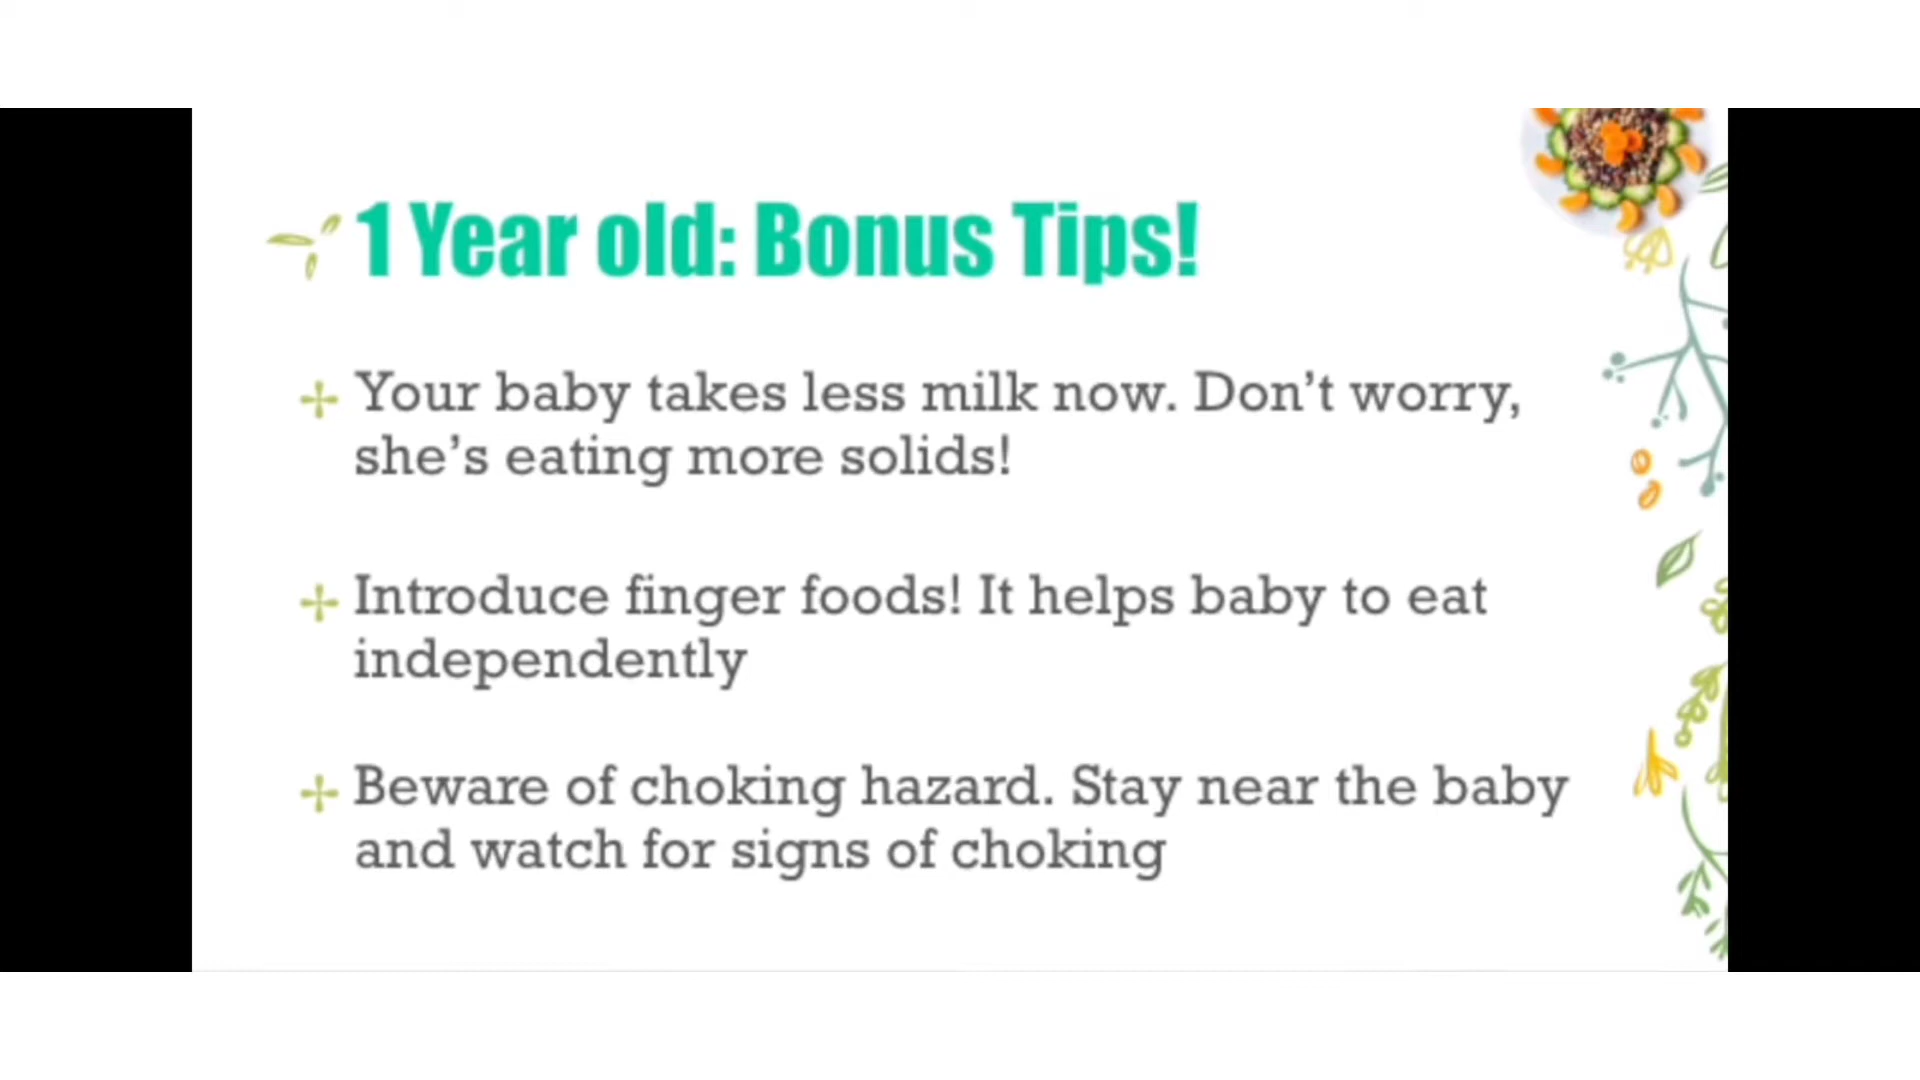 1 Year old: Bonus Tips!
Your baby takes less milk now. Don’t worry,
she’s eating more solids!
Introduce finger foods! It helps baby to eat
independently
Beware of choking hazard. Stay near the baby
and watch for signs of choking